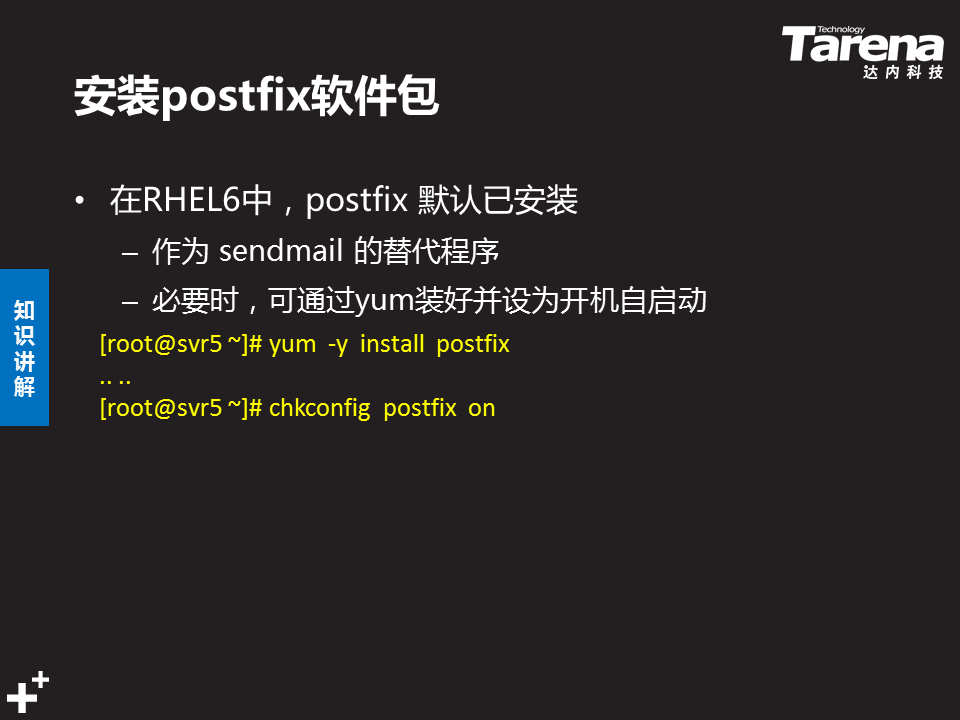 Technology
Tarena
达内科技
安装postfix软件包
• 在RHEL6中，postfix 默认已安装
– 作为 sendmail 的替代程序
– 必要时，可通过yum装好并设为开机自启动
[root@svr5 ~]# yum -y install postfix
.. ..
[root@svr5 ~]# chkconfig postfix on
知识讲解